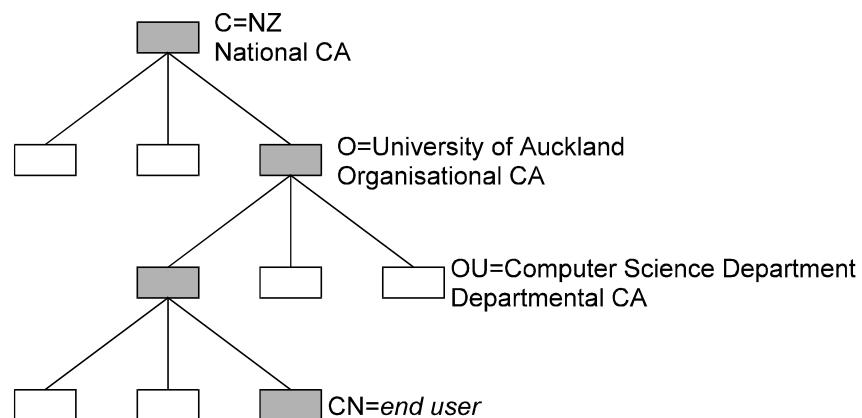 C=NZ
National CA
O=University of Auckland
Organisational CA
OU=Computer Science Department
Departmental CA
CN=end user